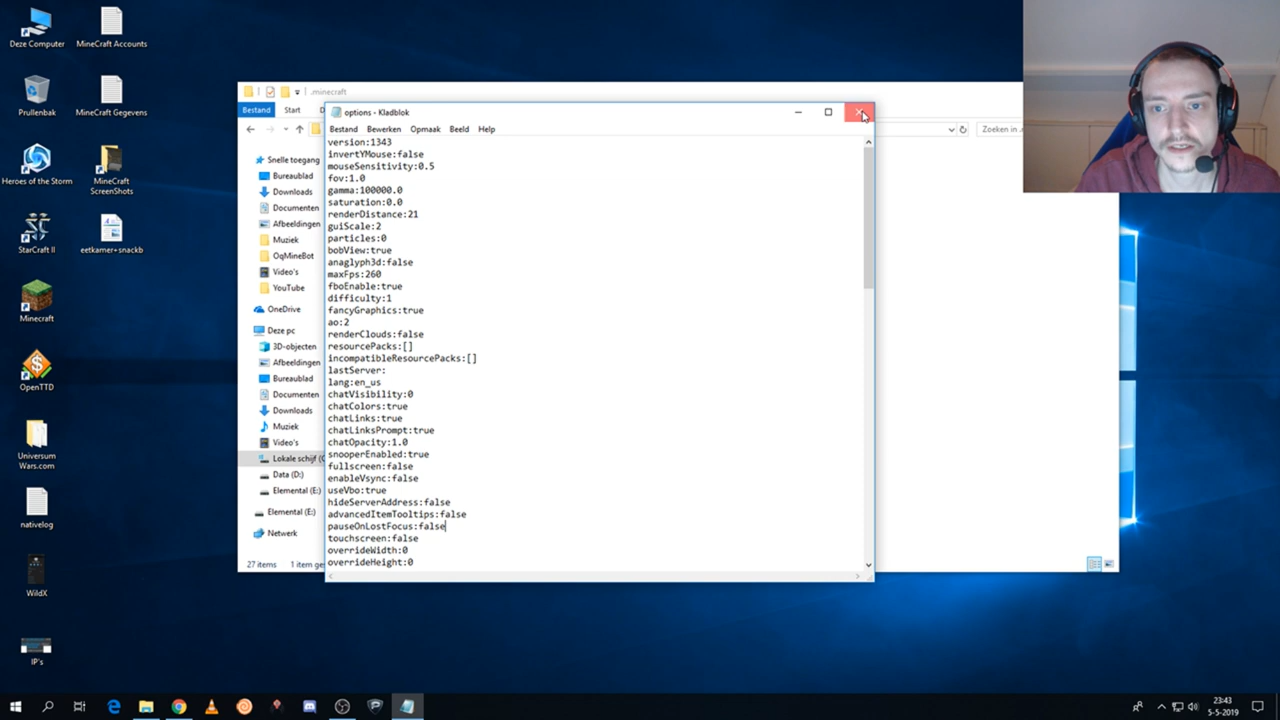 Deze Computer
MineCraft Accounts
Prullenbak
MineCraft Gegevens
Heroes of the Storm
MineCraft
ScreenShots
StarCraft II
eetkamer+snackb
Minecraft
OpenTTD
Universum
Wars.com
nativelog
WildX
IP's
.minecraft
Bestand
Start
Zoeken in
Snelle toegang
Bureaublad
Downloads
Documenten
Afbeeldingen
Muziek
OqMineBot
Video's
YouTube
OneDrive
Deze pc
3D-objecten
Afbeeldingen
Bureaublad
Documenten
Downloads
Muziek
Video's
Lokale schijf (
Data (D:)
Elemental (E:)
Elemental (E:)
Netwerk
27 items
1 item ge
options - Kladblok
Bestand Bewerken Opmaak Beeld Help
version:1343
invertYMouse:false
mouseSensitivity:0.5
fov:1.0
gamma:100000.0
saturation:0.0
renderDistance:21
guiScale:2
particles:0
bobView:true
anaglyph3d:false
maxFps:260
fboEnable:true
difficulty:1
fancyGraphics:true
ao:2
renderClouds:false
resourcePacks:[]
incompatibleResourcePacks:[]
lastServer:
lang:en_us
chatVisibility:0
chatColors:true
chatLinks:true
chatLinksPrompt:true
chatOpacity:1.0
snooperEnabled:true
fullscreen:false
enableVsync:false
useVbo:true
hideServerAddress:false
advancedItemTooltips:false
pauseOnLostFocus:false
touchscreen:false
overrideWidth:0
overrideHeight:0
23:43
5-5-2019